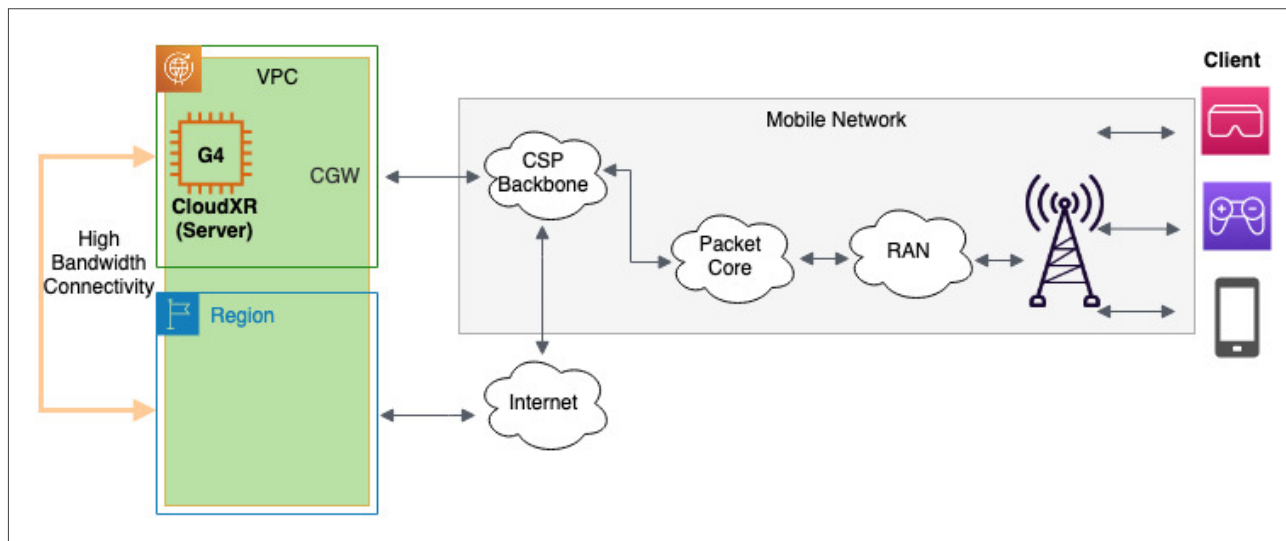 VPC
G4
CloudXR
(Server)
CGW
High
Bandwidth
Connectivity
Region
Mobile Network
CSP
Backbone
Packet
Core
RAN
Internet
Client